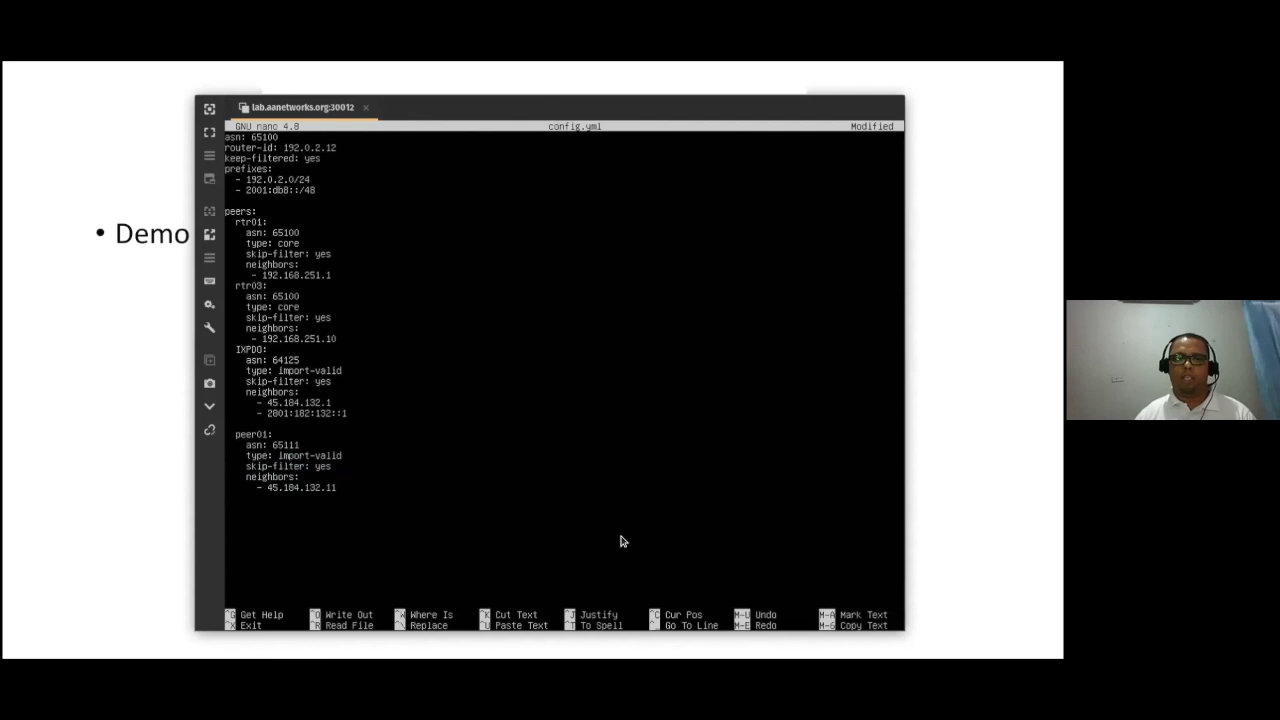 lab.aanetworks.org:30012 ×
GNU nano 4.8 config.yml Modified
asn: 65100
router-id: 192.0.2.12
keep-filtered: yes
prefixes:
- 192.0.2.0/24
- 2001:db8::/48
peers:
rtr01:
asn: 65100
type: core
skip-filter: yes
neighbors:
- 192.168.251.1
rtr03:
asn: 65100
type: core
skip-filter: yes
neighbors:
- 192.168.251.10
IXPDO:
asn: 64125
type: import-valid
skip-filter: yes
neighbors:
- 45.184.132.1
- 2801:182:132::1
peer01:
asn: 65111
type: import-valid
skip-filter: yes
neighbors:
- 45.184.132.11
• Demo
^G Get Help ^O Write Out ^W Where Is ^K Cut Text ^J Justify ^C Cur Pos M-U Undo M-A Mark Text
^X Exit ^R Read File ^\ Replace ^U Paste Text ^T To Spell ^_ Go To Line M-E Redo M-6 Copy Text